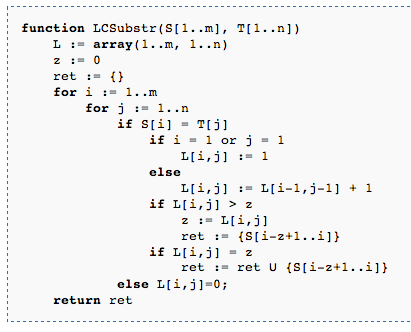 function LCSubstr(S[1..m], T[1..n])
    L := array(1..m, 1..n)
    z := 0
    ret := {}
    for i := 1..m
        for j := 1..n
            if S[i] = T[j]
                if i = 1 or j = 1
                    L[i,j] := 1
                else
                    L[i,j] := L[i-1,j-1] + 1
                if L[i,j] > z
                    z := L[i,j]
                    ret := {S[i-z+1..i]}
                if L[i,j] = z
                    ret := ret ∪ {S[i-z+1..i]}
            else L[i,j]=0;
    return ret